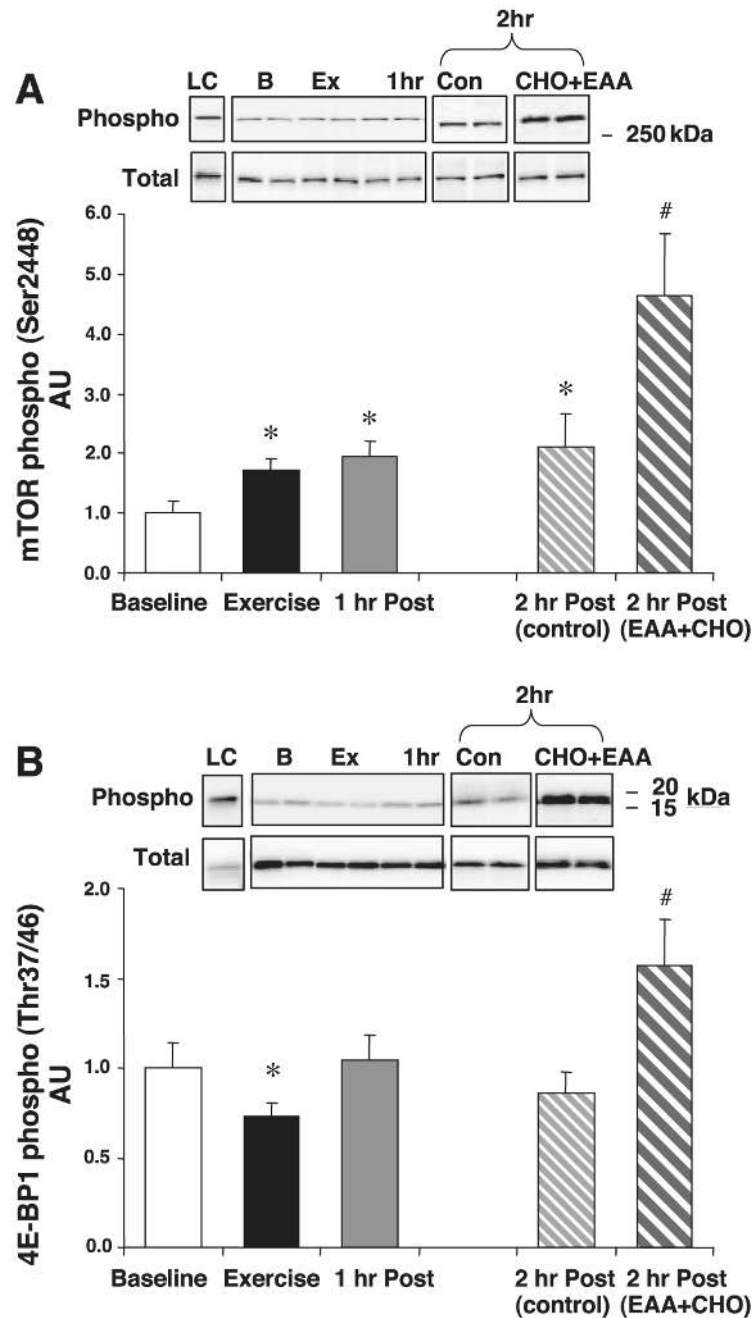 2hr
A
LC B Ex 1hr Con CHO+EAA
Phospho
– 250 kDa
Total
6.0
5.0
4.0
3.0
2.0
1.0
0.0
mTOR phospho (Ser2448)
AU
* * * #
Baseline Exercise 1 hr Post 2 hr Post (control) 2 hr Post (EAA+CHO)
2hr
B
LC B Ex 1hr Con CHO+EAA
Phospho
– 20 kDa
– 15
Total
2.0
1.5
1.0
0.5
0.0
4E-BP1 phospho (Thr37/46)
AU
* #
Baseline Exercise 1 hr Post 2 hr Post (control) 2 hr Post (EAA+CHO)